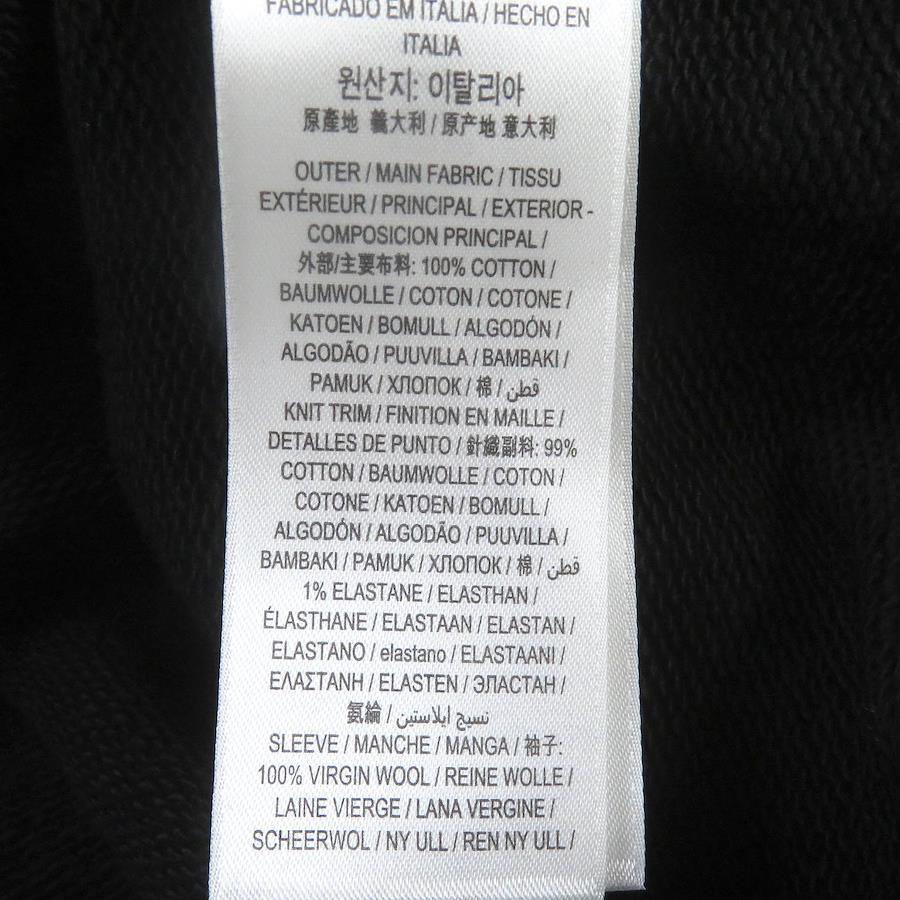 FABRICADO EM ITALIA / HECHO EN
ITALIA
원산지: 이탈리아
原產地 義大利 / 原产地 意大利
OUTER / MAIN FABRIC / TISSU
EXTÉRIEUR / PRINCIPAL / EXTERIOR -
COMPOSICION PRINCIPAL /
外部/主要布料: 100% COTTON /
BAUMWOLLE / COTON / COTONE /
KATOEN / BOMULL / ALGODÓN /
ALGODÃO / PUUVILLA / BAMBAKI /
PAMUK / ХЛОПОК / 棉 / قطن
KNIT TRIM / FINITION EN MAILLE /
DETALLES DE PUNTO / 針織副料: 99%
COTTON / BAUMWOLLE / COTON /
COTONE / KATOEN / BOMULL /
ALGODÓN / ALGODÃO / PUUVILLA /
BAMBAKI / PAMUK / ХЛОПОК / 棉 / قطن
1% ELASTANE / ELASTHAN /
ÉLASTHANE / ELASTAAN / ELASTAN /
ELASTANO / elastano / ELASTAANI /
ΕΛΑΣΤΑΝΗ / ELASTEN / ЭЛАСТАН /
氨綸 / نسيج ايلاستين
SLEEVE / MANCHE / MANGA / 袖子:
100% VIRGIN WOOL / REINE WOLLE /
LAINE VIERGE / LANA VERGINE /
SCHEERWOL / NY ULL / REN NY ULL /